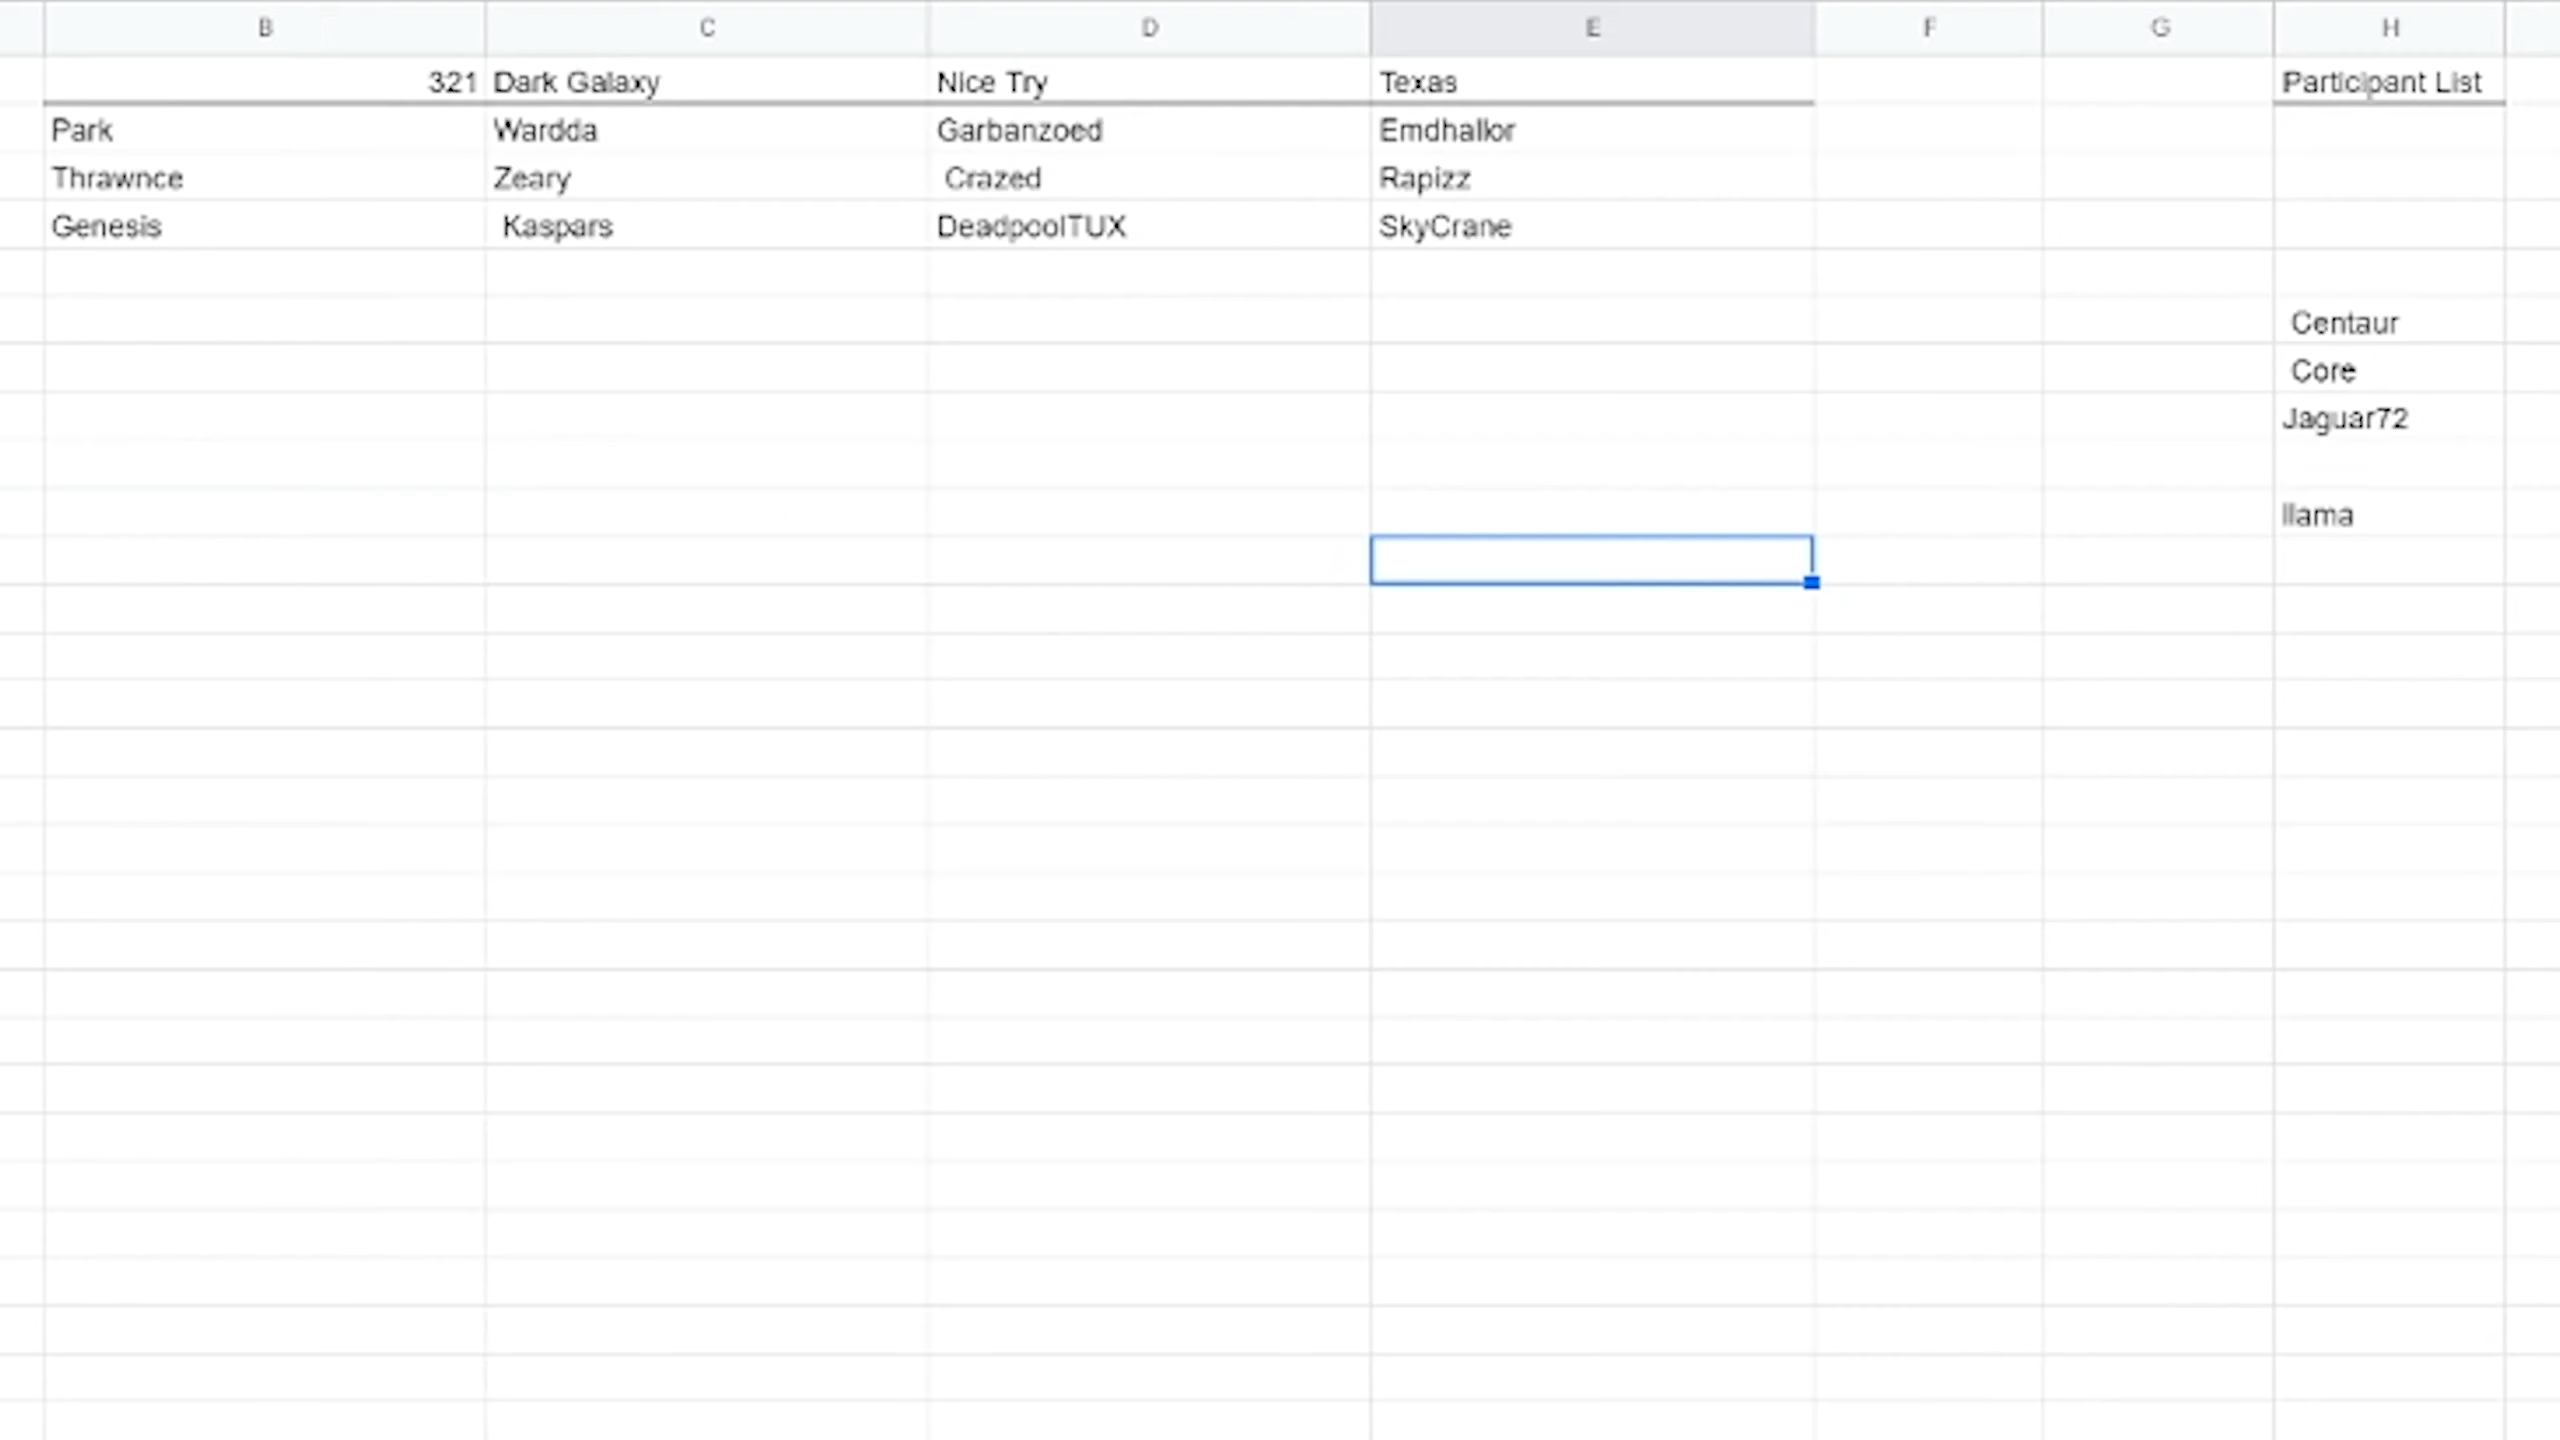 B C D E F G H
321 Dark Galaxy Nice Try Texas Participant List
Park Wardda Garbanzoed Emdhallor
Thrawnce Zeary Crazed Rapizz
Genesis Kaspars DeadpoolTUX SkyCrane
Centaur
Core
Jaguar72
llama